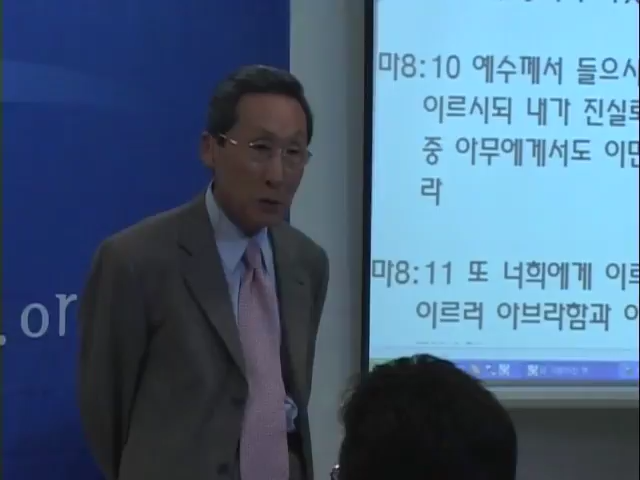 마8:10 예수께서 들으시
이르시되 내가 진실로
중 아무에게서도 이만
라
마8:11 또 너희에게 이르
이르러 아브라함과 이
.or